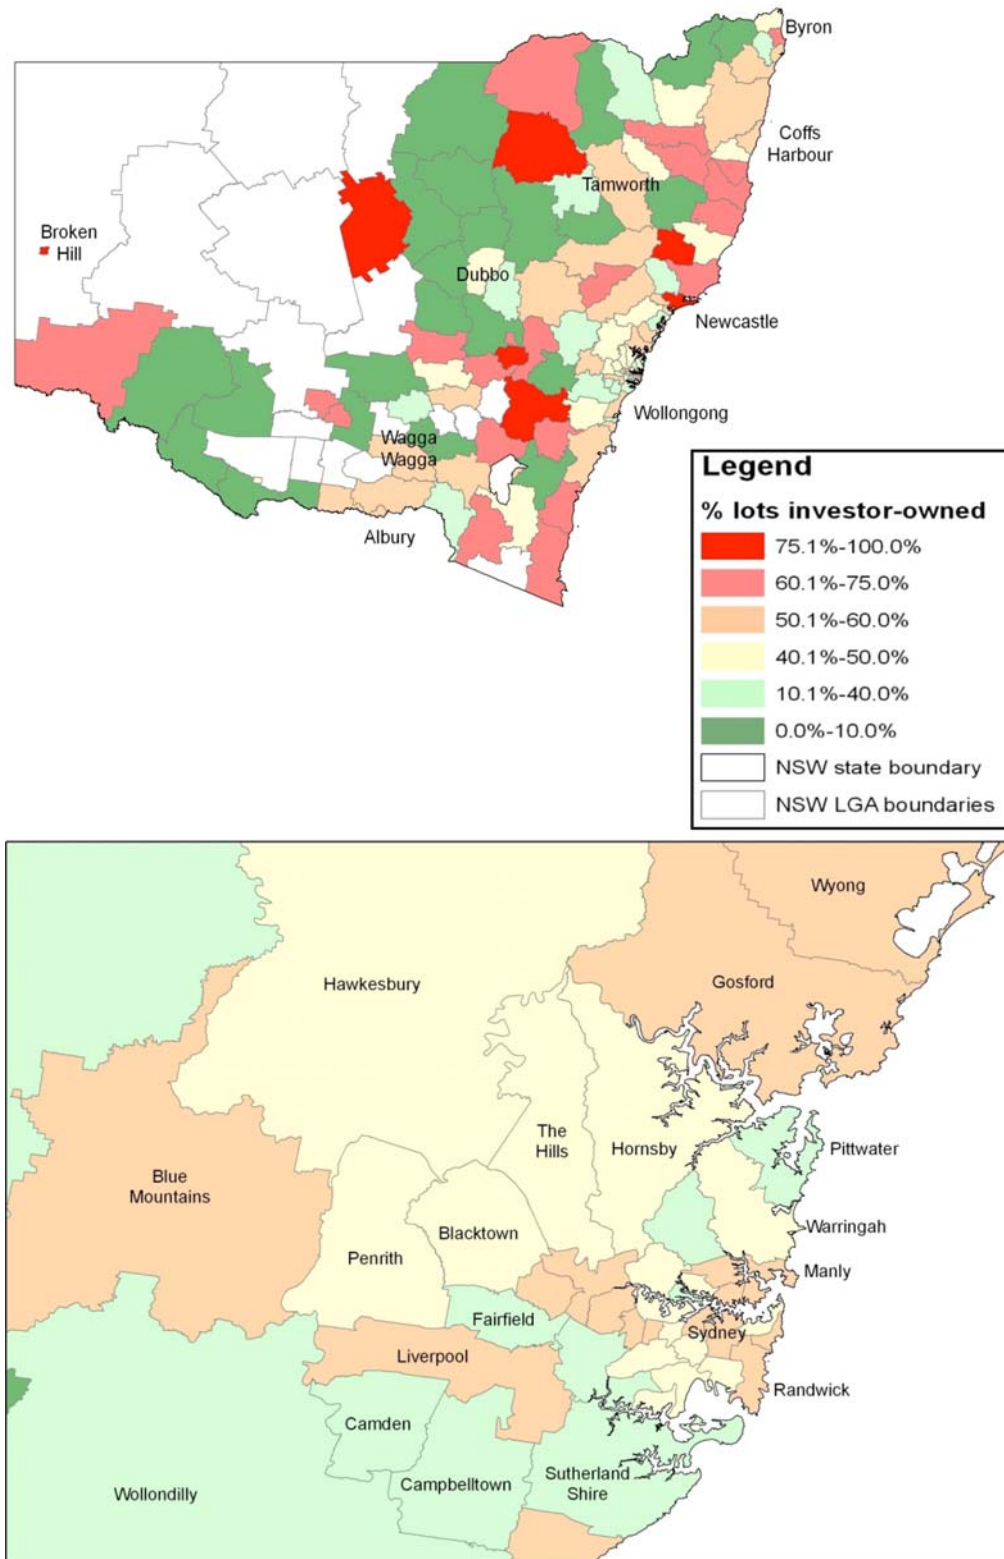 Byron
Coffs
Harbour
Tamworth
Broken
Hill
Dubbo
Newcastle
Wollongong
Wagga
Wagga
Albury
Legend
% lots investor-owned
75.1%-100.0%
60.1%-75.0%
50.1%-60.0%
40.1%-50.0%
10.1%-40.0%
0.0%-10.0%
NSW state boundary
NSW LGA boundaries
Wyong
Gosford
Hawkesbury
The
Hills
Hornsby
Pittwater
Blue
Mountains
Warringah
Blacktown
Penrith
Manly
Fairfield
Sydney
Liverpool
Randwick
Camden
Campbelltown
Sutherland
Shire
Wollondilly